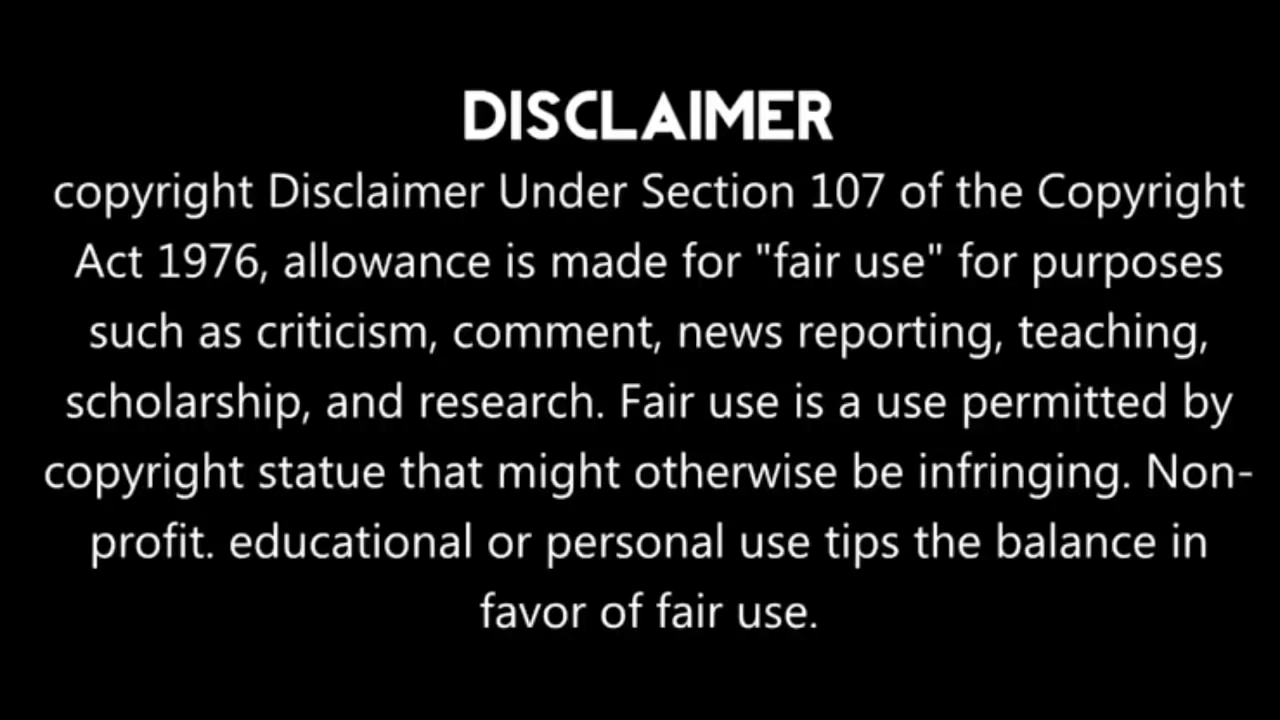 DISCLAIMER
copyright Disclaimer Under Section 107 of the Copyright
Act 1976, allowance is made for "fair use" for purposes
such as criticism, comment, news reporting, teaching,
scholarship, and research. Fair use is a use permitted by
copyright statue that might otherwise be infringing. Non-
profit. educational or personal use tips the balance in
favor of fair use.